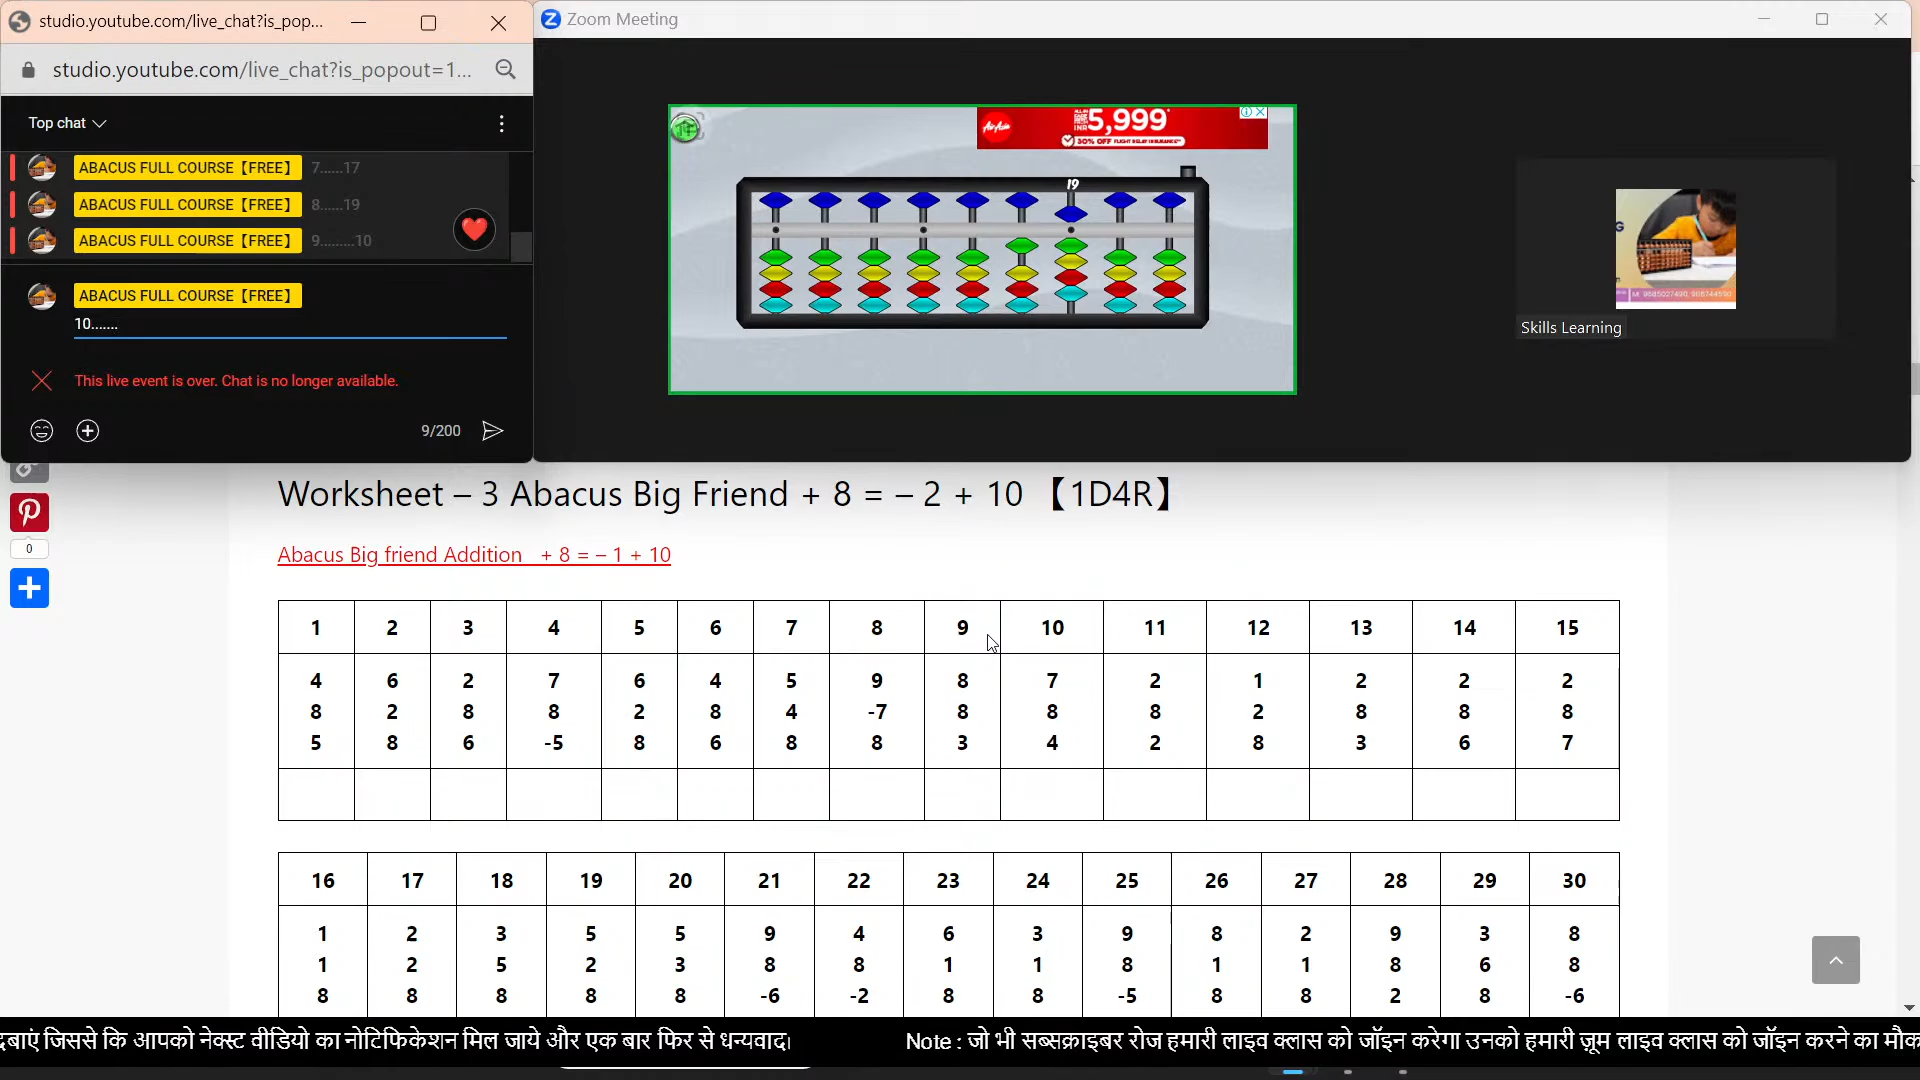 studio.youtube.com/live_chat?is_pop...
studio.youtube.com/live_chat?is_popout=1...
Top chat
ABACUS FULL COURSE【FREE】 7......17
ABACUS FULL COURSE【FREE】 8......19
ABACUS FULL COURSE【FREE】 9.........10
ABACUS FULL COURSE【FREE】
10.......
This live event is over. Chat is no longer available.
9/200
Zoom Meeting
AirAsia
5,999
30% OFF
19
Skills Learning
0
Worksheet – 3 Abacus Big Friend + 8 = – 2 + 10 【1D4R】
Abacus Big friend Addition + 8 = – 1 + 10
1 2 3 4 5 6 7 8 9 10 11 12 13 14 15
4 6 2 7 6 4 5 9 8 7 2 1 2 2 2
8 2 8 8 2 8 4 -7 8 8 8 2 8 8 8
5 8 6 -5 8 6 8 8 3 4 2 8 3 6 7
16 17 18 19 20 21 22 23 24 25 26 27 28 29 30
1 2 3 5 5 9 4 6 3 9 8 2 9 3 8
1 2 5 2 3 8 8 1 1 8 1 1 8 6 8
8 8 8 8 8 -6 -2 8 8 -5 8 8 2 8 -6
दबाएं जिससे कि आपको नेक्स्ट वीडियो का नोटिफिकेशन मिल जाये और एक बार फिर से धन्यवाद। Note : जो भी सब्सक्राइबर रोज हमारी लाइव क्लास को जॉइन करेगा उनको हमारी ज़ूम लाइव क्लास को जॉइन करने का मौक